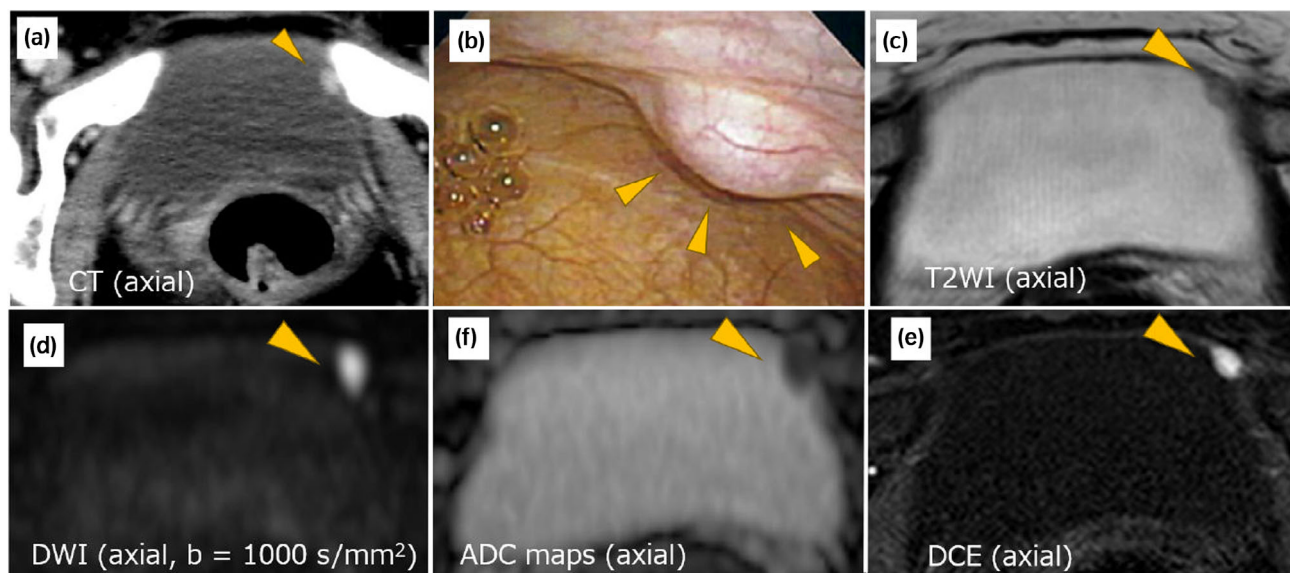 (a)
CT (axial)
(b)
(c)
T2WI (axial)
(d)
DWI (axial, b = 1000 s/mm²)
(f)
ADC maps (axial)
(e)
DCE (axial)